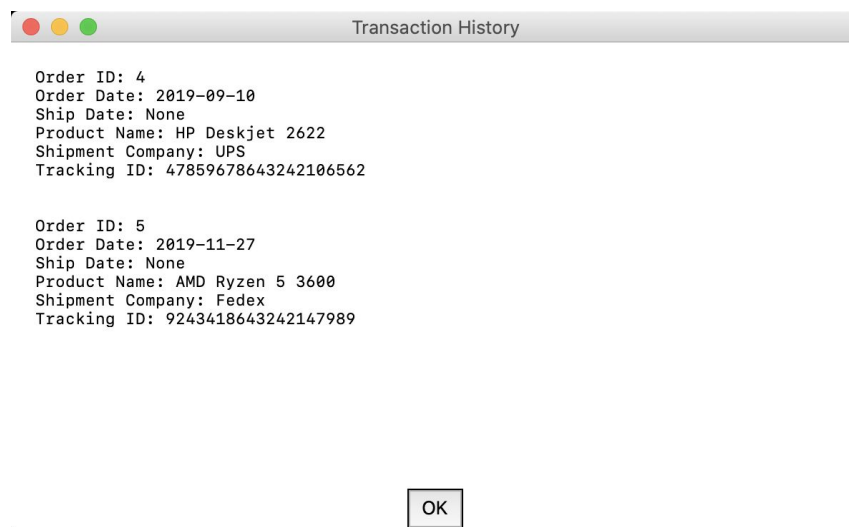 Transaction History
Order ID: 4
Order Date: 2019-09-10
Ship Date: None
Product Name: HP Deskjet 2622
Shipment Company: UPS
Tracking ID: 47859678643242106562
Order ID: 5
Order Date: 2019-11-27
Ship Date: None
Product Name: AMD Ryzen 5 3600
Shipment Company: Fedex
Tracking ID: 9243418643242147989
OK